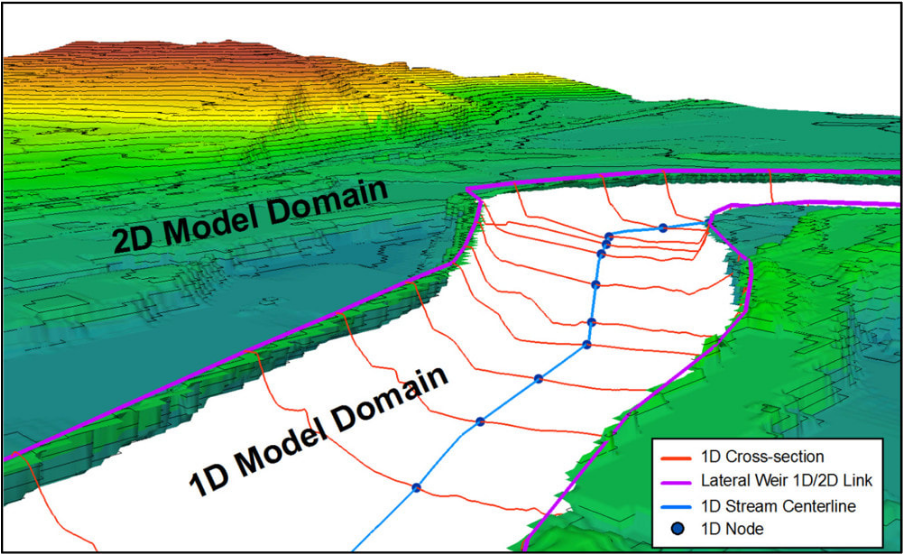 2D Model Domain
1D Model Domain
1D Cross-section
Lateral Weir 1D/2D Link
1D Stream Centerline
1D Node